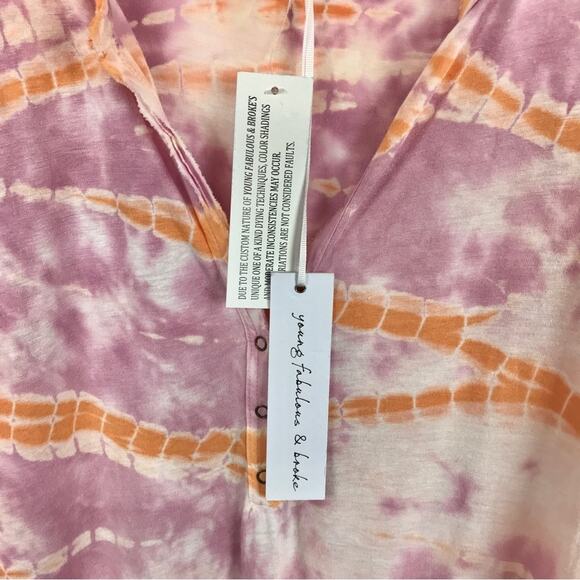 DUE TO THE CUSTOM NATURE OF YOUNG FABULOUS & BROKE'S
UNIQUE ONE OF A KIND DYING TECHNIQUES, COLOR SHADINGS
AND MODERATE INCONSISTENCIES MAY OCCUR.
VARIATIONS ARE NOT CONSIDERED FAULTS.
young fabulous & broke